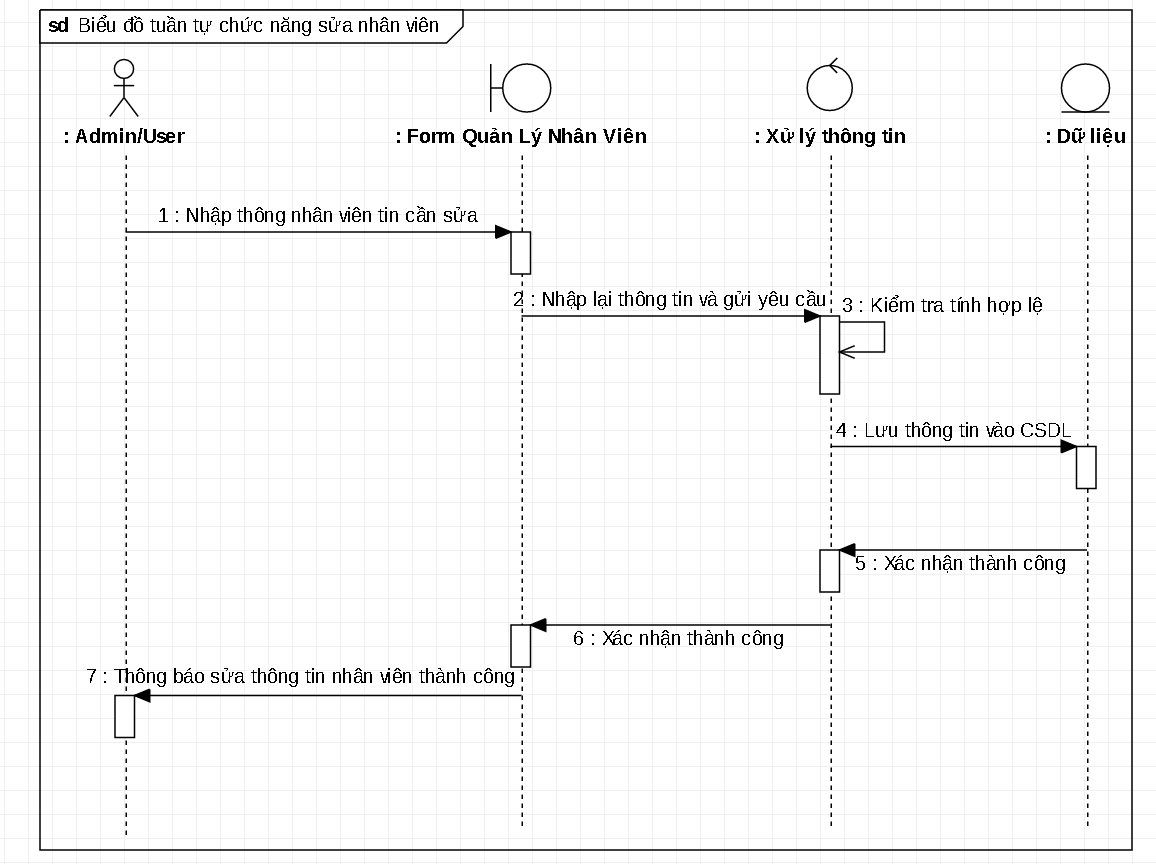 sd Biểu đồ tuần tự chức năng sửa nhân viên
: Admin/User
: Form Quản Lý Nhân Viên
: Xử lý thông tin
: Dữ liệu
1 : Nhập thông nhân viên tin cần sửa
2 : Nhập lại thông tin và gửi yêu cầu
3 : Kiểm tra tính hợp lệ
4 : Lưu thông tin vào CSDL
5 : Xác nhận thành công
6 : Xác nhận thành công
7 : Thông báo sửa thông tin nhân viên thành công